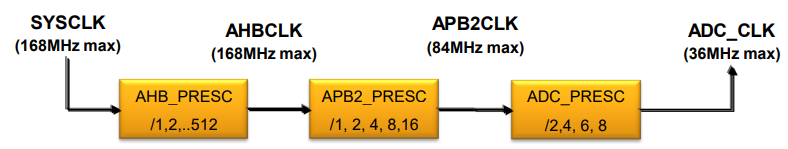 SYSCLK
(168MHz max)
AHBCLK
(168MHz max)
APB2CLK
(84MHz max)
ADC_CLK
(36MHz max)
AHB_PRESC
/1,2,..512
APB2_PRESC
/1, 2, 4, 8,16
ADC_PRESC
/2,4, 6, 8